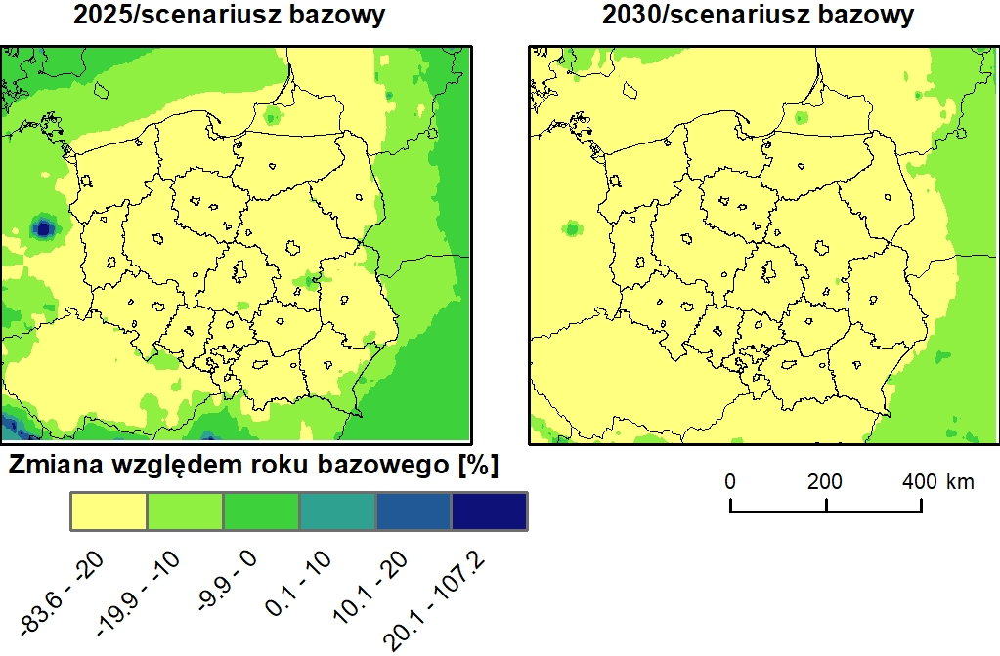 2025/scenariusz bazowy
2030/scenariusz bazowy
Zmiana względem roku bazowego [%]
-83.6 - -20
-19.9 - -10
-9.9 - 0
0.1 - 10
10.1 - 20
20.1 - 107.2
0 200 400 km